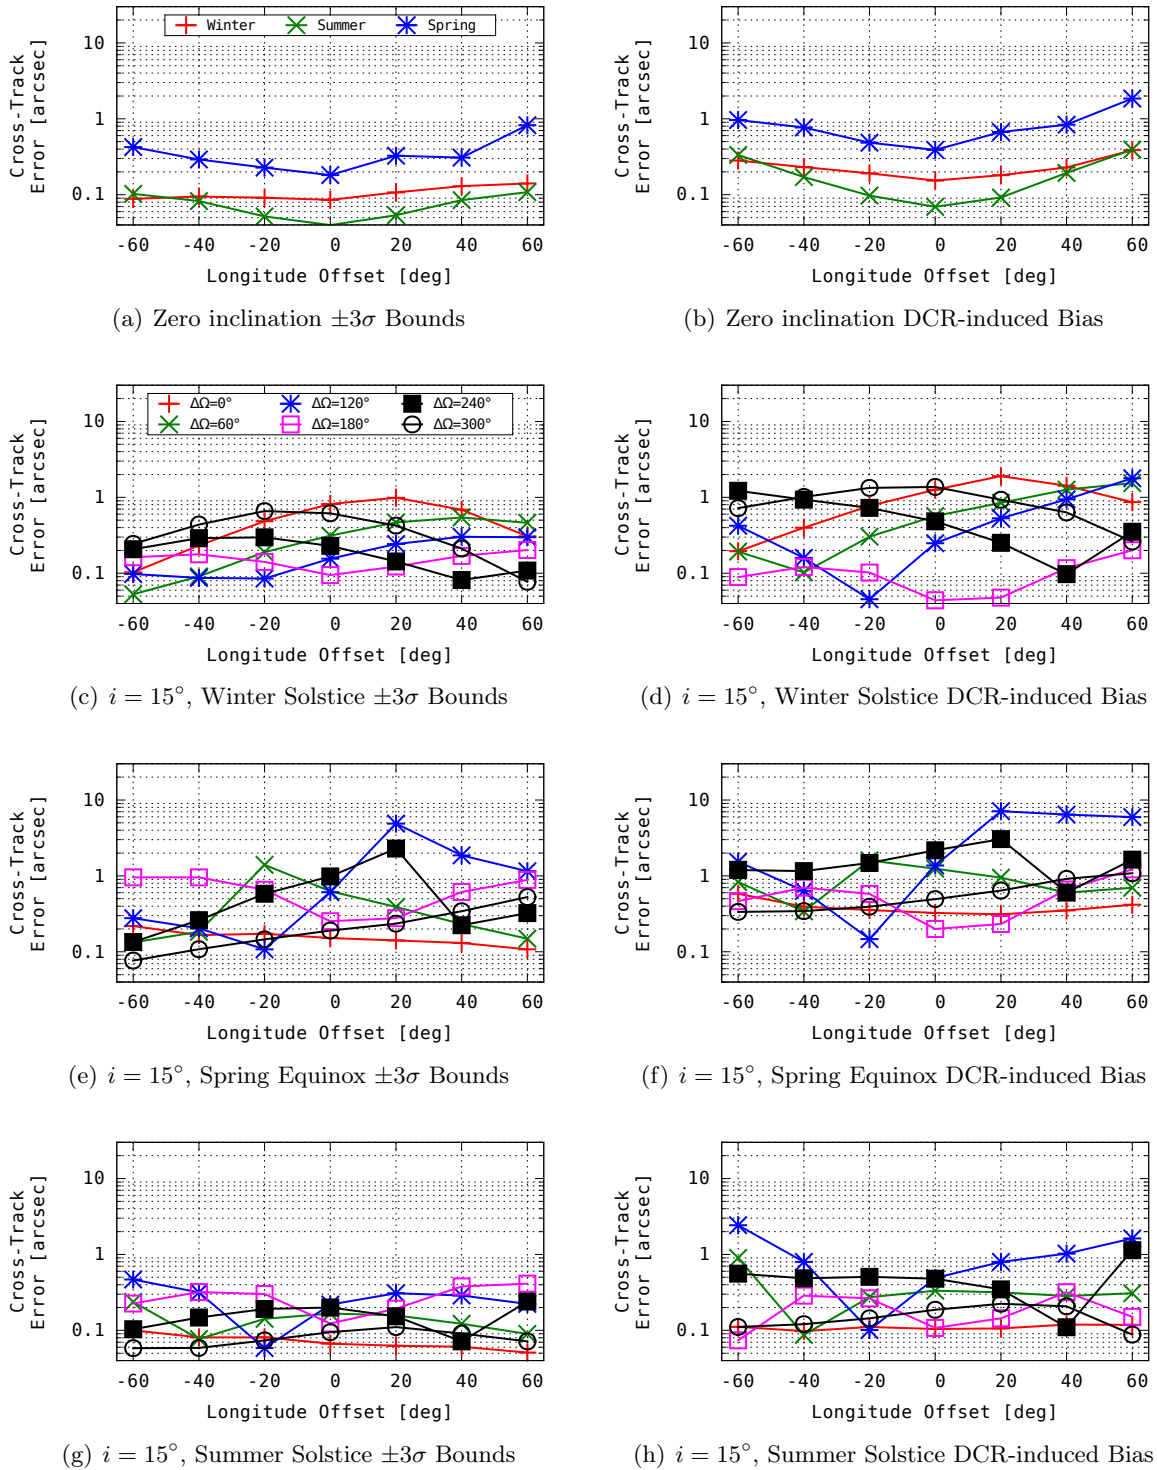 10
1
0.1
Cross-Track
Error [arcsec]
Winter Summer Spring
-60 -40 -20 0 20 40 60
Longitude Offset [deg]
(a) Zero inclination ±3σ Bounds
10
1
0.1
Cross-Track
Error [arcsec]
-60 -40 -20 0 20 40 60
Longitude Offset [deg]
(b) Zero inclination DCR-induced Bias
10
1
0.1
Cross-Track
Error [arcsec]
ΔΩ=0° ΔΩ=120° ΔΩ=240°
ΔΩ=60° ΔΩ=180° ΔΩ=300°
-60 -40 -20 0 20 40 60
Longitude Offset [deg]
(c) i = 15°, Winter Solstice ±3σ Bounds
10
1
0.1
Cross-Track
Error [arcsec]
-60 -40 -20 0 20 40 60
Longitude Offset [deg]
(d) i = 15°, Winter Solstice DCR-induced Bias
10
1
0.1
Cross-Track
Error [arcsec]
-60 -40 -20 0 20 40 60
Longitude Offset [deg]
(e) i = 15°, Spring Equinox ±3σ Bounds
10
1
0.1
Cross-Track
Error [arcsec]
-60 -40 -20 0 20 40 60
Longitude Offset [deg]
(f) i = 15°, Spring Equinox DCR-induced Bias
10
1
0.1
Cross-Track
Error [arcsec]
-60 -40 -20 0 20 40 60
Longitude Offset [deg]
(g) i = 15°, Summer Solstice ±3σ Bounds
10
1
0.1
Cross-Track
Error [arcsec]
-60 -40 -20 0 20 40 60
Longitude Offset [deg]
(h) i = 15°, Summer Solstice DCR-induced Bias